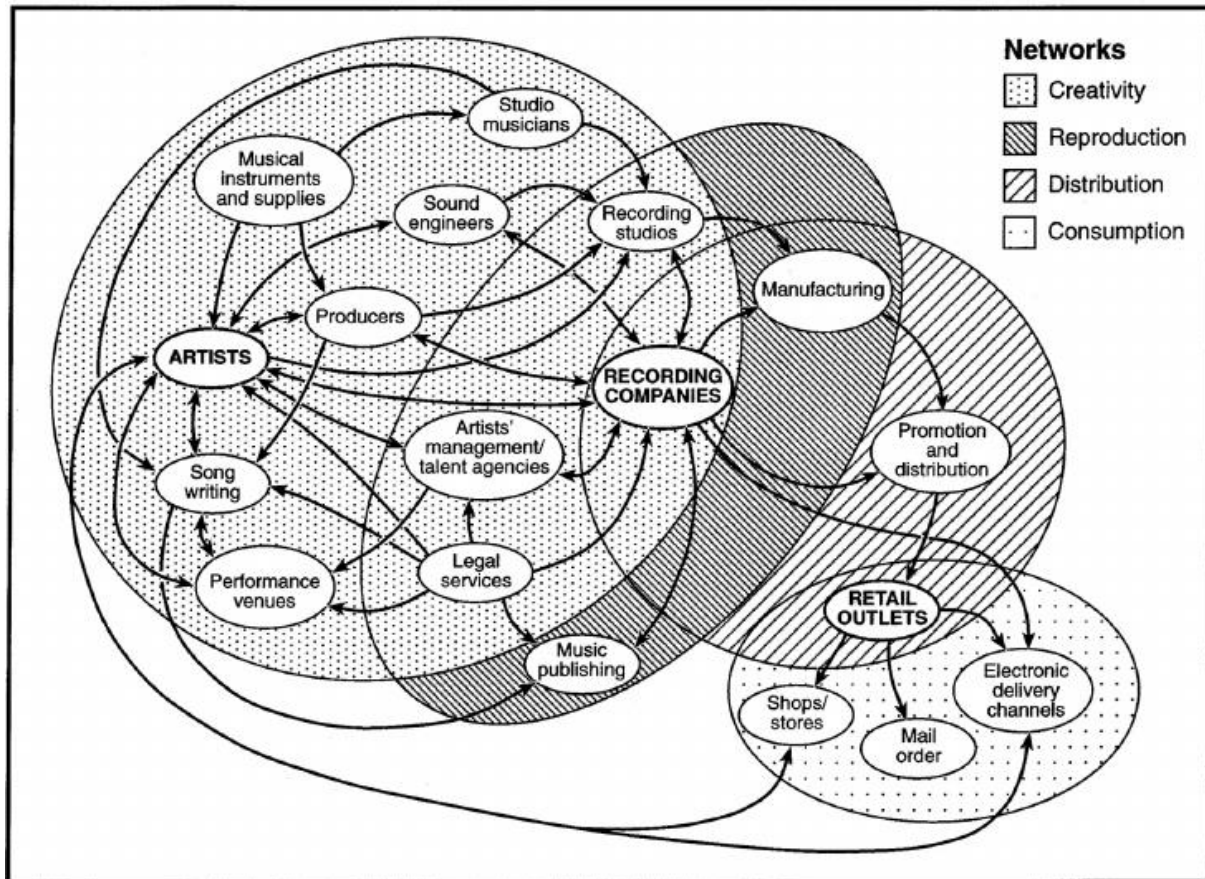 Networks
Creativity
Reproduction
Distribution
Consumption
Studio
musicians
Musical
instruments
and supplies
Sound
engineers
Recording
studios
Manufacturing
Producers
ARTISTS
RECORDING
COMPANIES
Artists'
management/
talent agencies
Promotion
and
distribution
Song
writing
Legal
services
Performance
venues
RETAIL
OUTLETS
Music
publishing
Electronic
delivery
channels
Shops/
stores
Mail
order